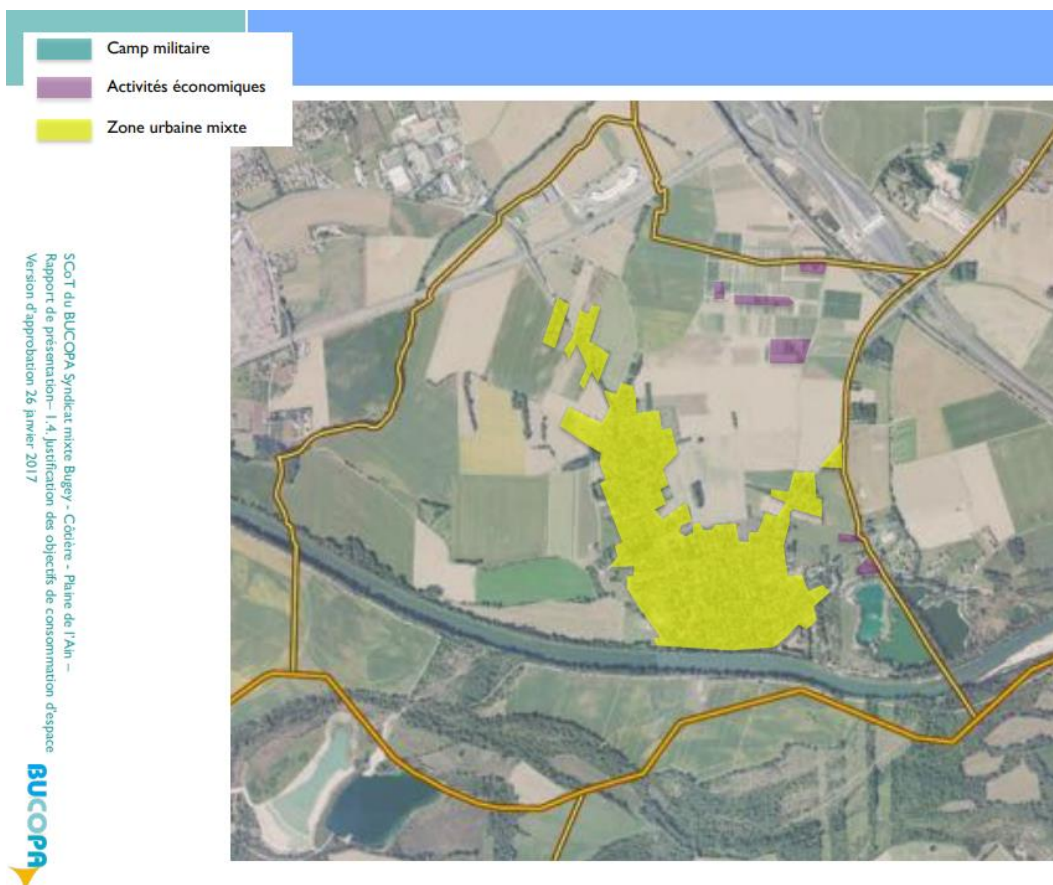 Camp militaire
Activités économiques
Zone urbaine mixte
SCoT du BUCOPA Syndicat mixte Bugey - Côtière - Plaine de l'Ain –
Rapport de présentation– 1.4. Justification des objectifs de consommation d'espace
Version d'approbation 26 janvier 2017
BUCOPA